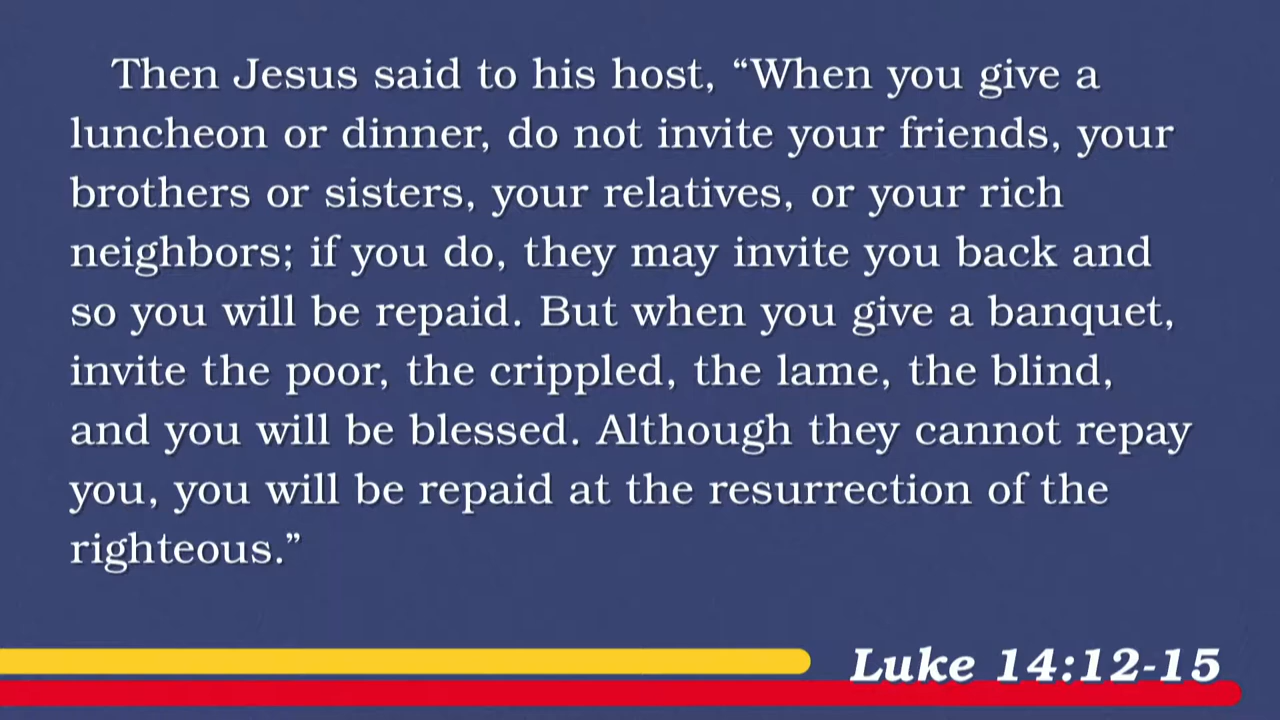 Then Jesus said to his host, “When you give a
luncheon or dinner, do not invite your friends, your
brothers or sisters, your relatives, or your rich
neighbors; if you do, they may invite you back and
so you will be repaid. But when you give a banquet,
invite the poor, the crippled, the lame, the blind,
and you will be blessed. Although they cannot repay
you, you will be repaid at the resurrection of the
righteous.”
Luke 14:12-15